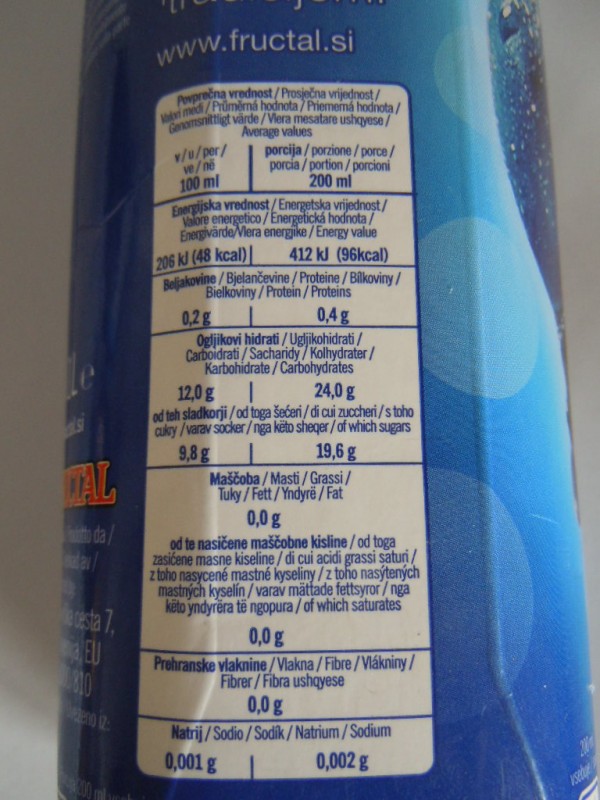 www.fructal.si
Povprečna vrednost / Prosječna vrijednost /
Valori medi / Průměrná hodnota / Priemerná hodnota /
Genomsnittligt värde / Vlera mesatare ushqyese /
Average values
v / u / per / porcija / porzione / porce /
ve / në porcia / portion / porcioni
100 ml 200 ml
Energijska vrednost / Energetska vrijednost /
Valore energetico / Energetická hodnota /
Energivärde/Vlera energjike / Energy value
206 kJ (48 kcal) 412 kJ (96kcal)
Beljakovine / Bjelančevine / Proteine / Bílkoviny /
Bielkoviny / Protein / Proteins
0,2 g 0,4 g
Ogljikovi hidrati / Ugljikohidrati /
Carboidrati / Sacharidy / Kolhydrater /
Karbohidrate / Carbohydrates
12,0 g 24,0 g
od teh sladkorji / od toga šećeri / di cui zuccheri / s toho
cukry / varav socker / nga këto sheqer / of which sugars
9,8 g 19,6 g
Maščoba / Masti / Grassi /
Tuky / Fett / Yndyrë / Fat
0,0 g
od te nasičene maščobne kisline / od toga
zasićene masne kiseline / di cui acidi grassi saturi /
z toho nasycené mastné kyseliny / z toho nasýtených
mastných kyselín / varav mättade fettsyror / nga
këto yndyrëra të ngopura / of which saturates
0,0 g
Prehranske vlaknine / Vlakna / Fibre / Vlákniny /
Fibrer / Fibra ushqyese
0,0 g
Natrij / Sodio / Sodík / Natrium / Sodium
0,001 g 0,002 g
cesta 7,
EU